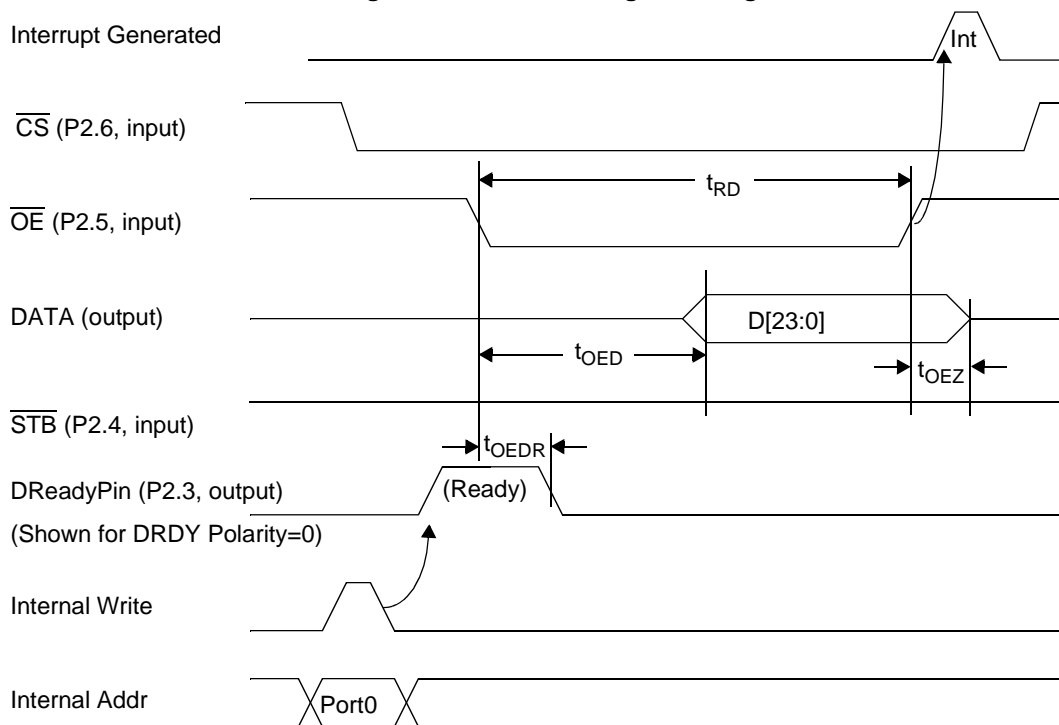 Interrupt Generated
Int
CS (P2.6, input)
tRD
OE (P2.5, input)
DATA (output)
D[23:0]
tOED
tOEZ
STB (P2.4, input)
tOEDR
DReadyPin (P2.3, output)
(Ready)
(Shown for DRDY Polarity=0)
Internal Write
Internal Addr
Port0